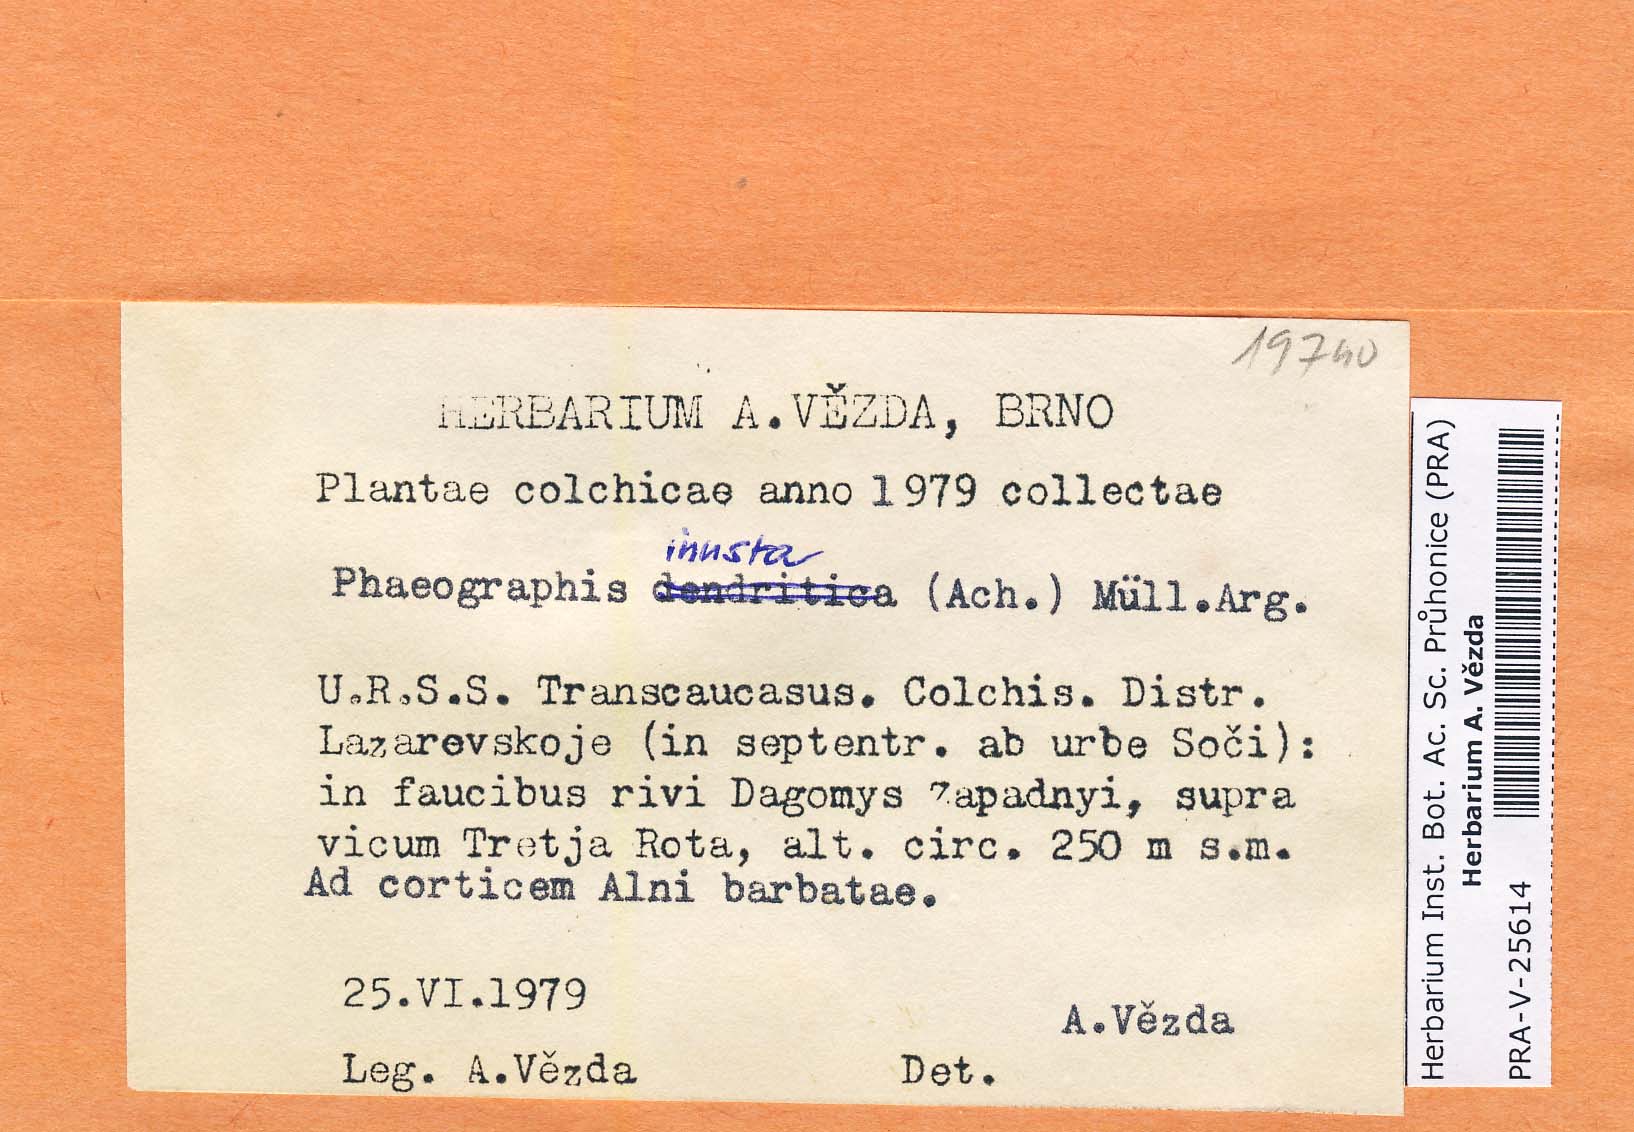 19740
HERBARIUM A.VĚZDA, BRNO
Plantae colchicae anno 1979 collectae
inusta
Phaeographis dendritica (Ach.) Müll.Arg.
U.R.S.S. Transcaucasus. Colchis. Distr.
Lazarevskoje (in septentr. ab urbe Soči):
in faucibus rivi Dagomys Zapadnyi, supra
vicum Tretja Rota, alt. circ. 250 m s.m.
Ad corticem Alni barbatae.
25.VI.1979
A.Vězda
Leg. A.Vězda Det.
Herbarium Inst. Bot. Ac. Sc. Průhonice (PRA)
Herbarium A. Vězda
PRA-V-25614